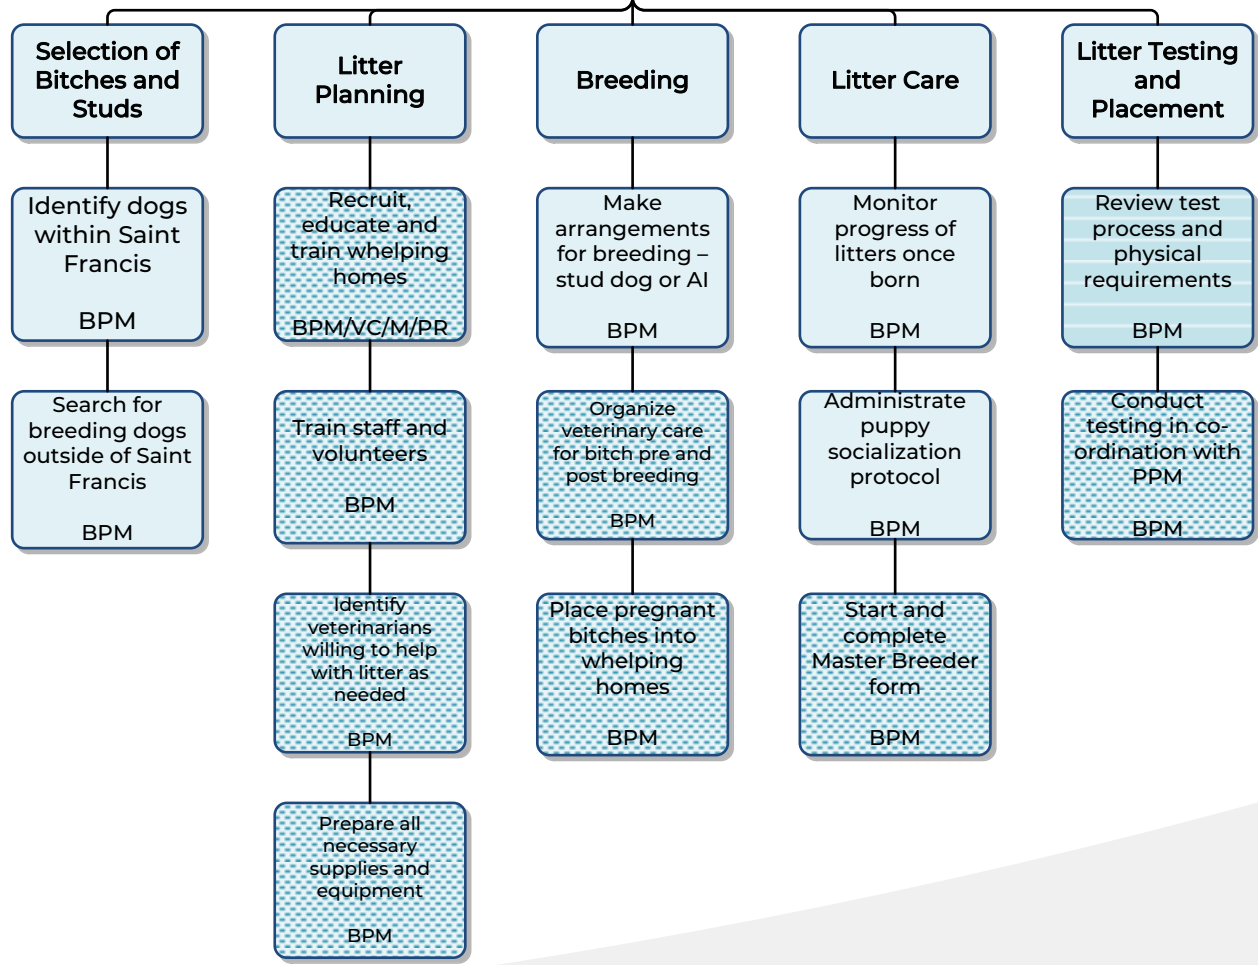 Selection of
Bitches and
Studs
Identify dogs
within Saint
Francis
BPM
Search for
breeding dogs
outside of Saint
Francis
BPM
Litter
Planning
Recruit,
educate and
train whelping
homes
BPM/VC/M/PR
Train staff and
volunteers
BPM
Identify
veterinarians
willing to help
with litter as
needed
BPM
Prepare all
necessary
supplies and
equipment
BPM
Breeding
Make
arrangements
for breeding –
stud dog or AI
BPM
Organize
veterinary care
for bitch pre and
post breeding
BPM
Place pregnant
bitches into
whelping
homes
BPM
Litter Care
Monitor
progress of
litters once
born
BPM
Administrate
puppy
socialization
protocol
BPM
Start and
complete
Master Breeder
form
BPM
Litter Testing
and
Placement
Review test
process and
physical
requirements
BPM
Conduct
testing in co-
ordination with
PPM
BPM